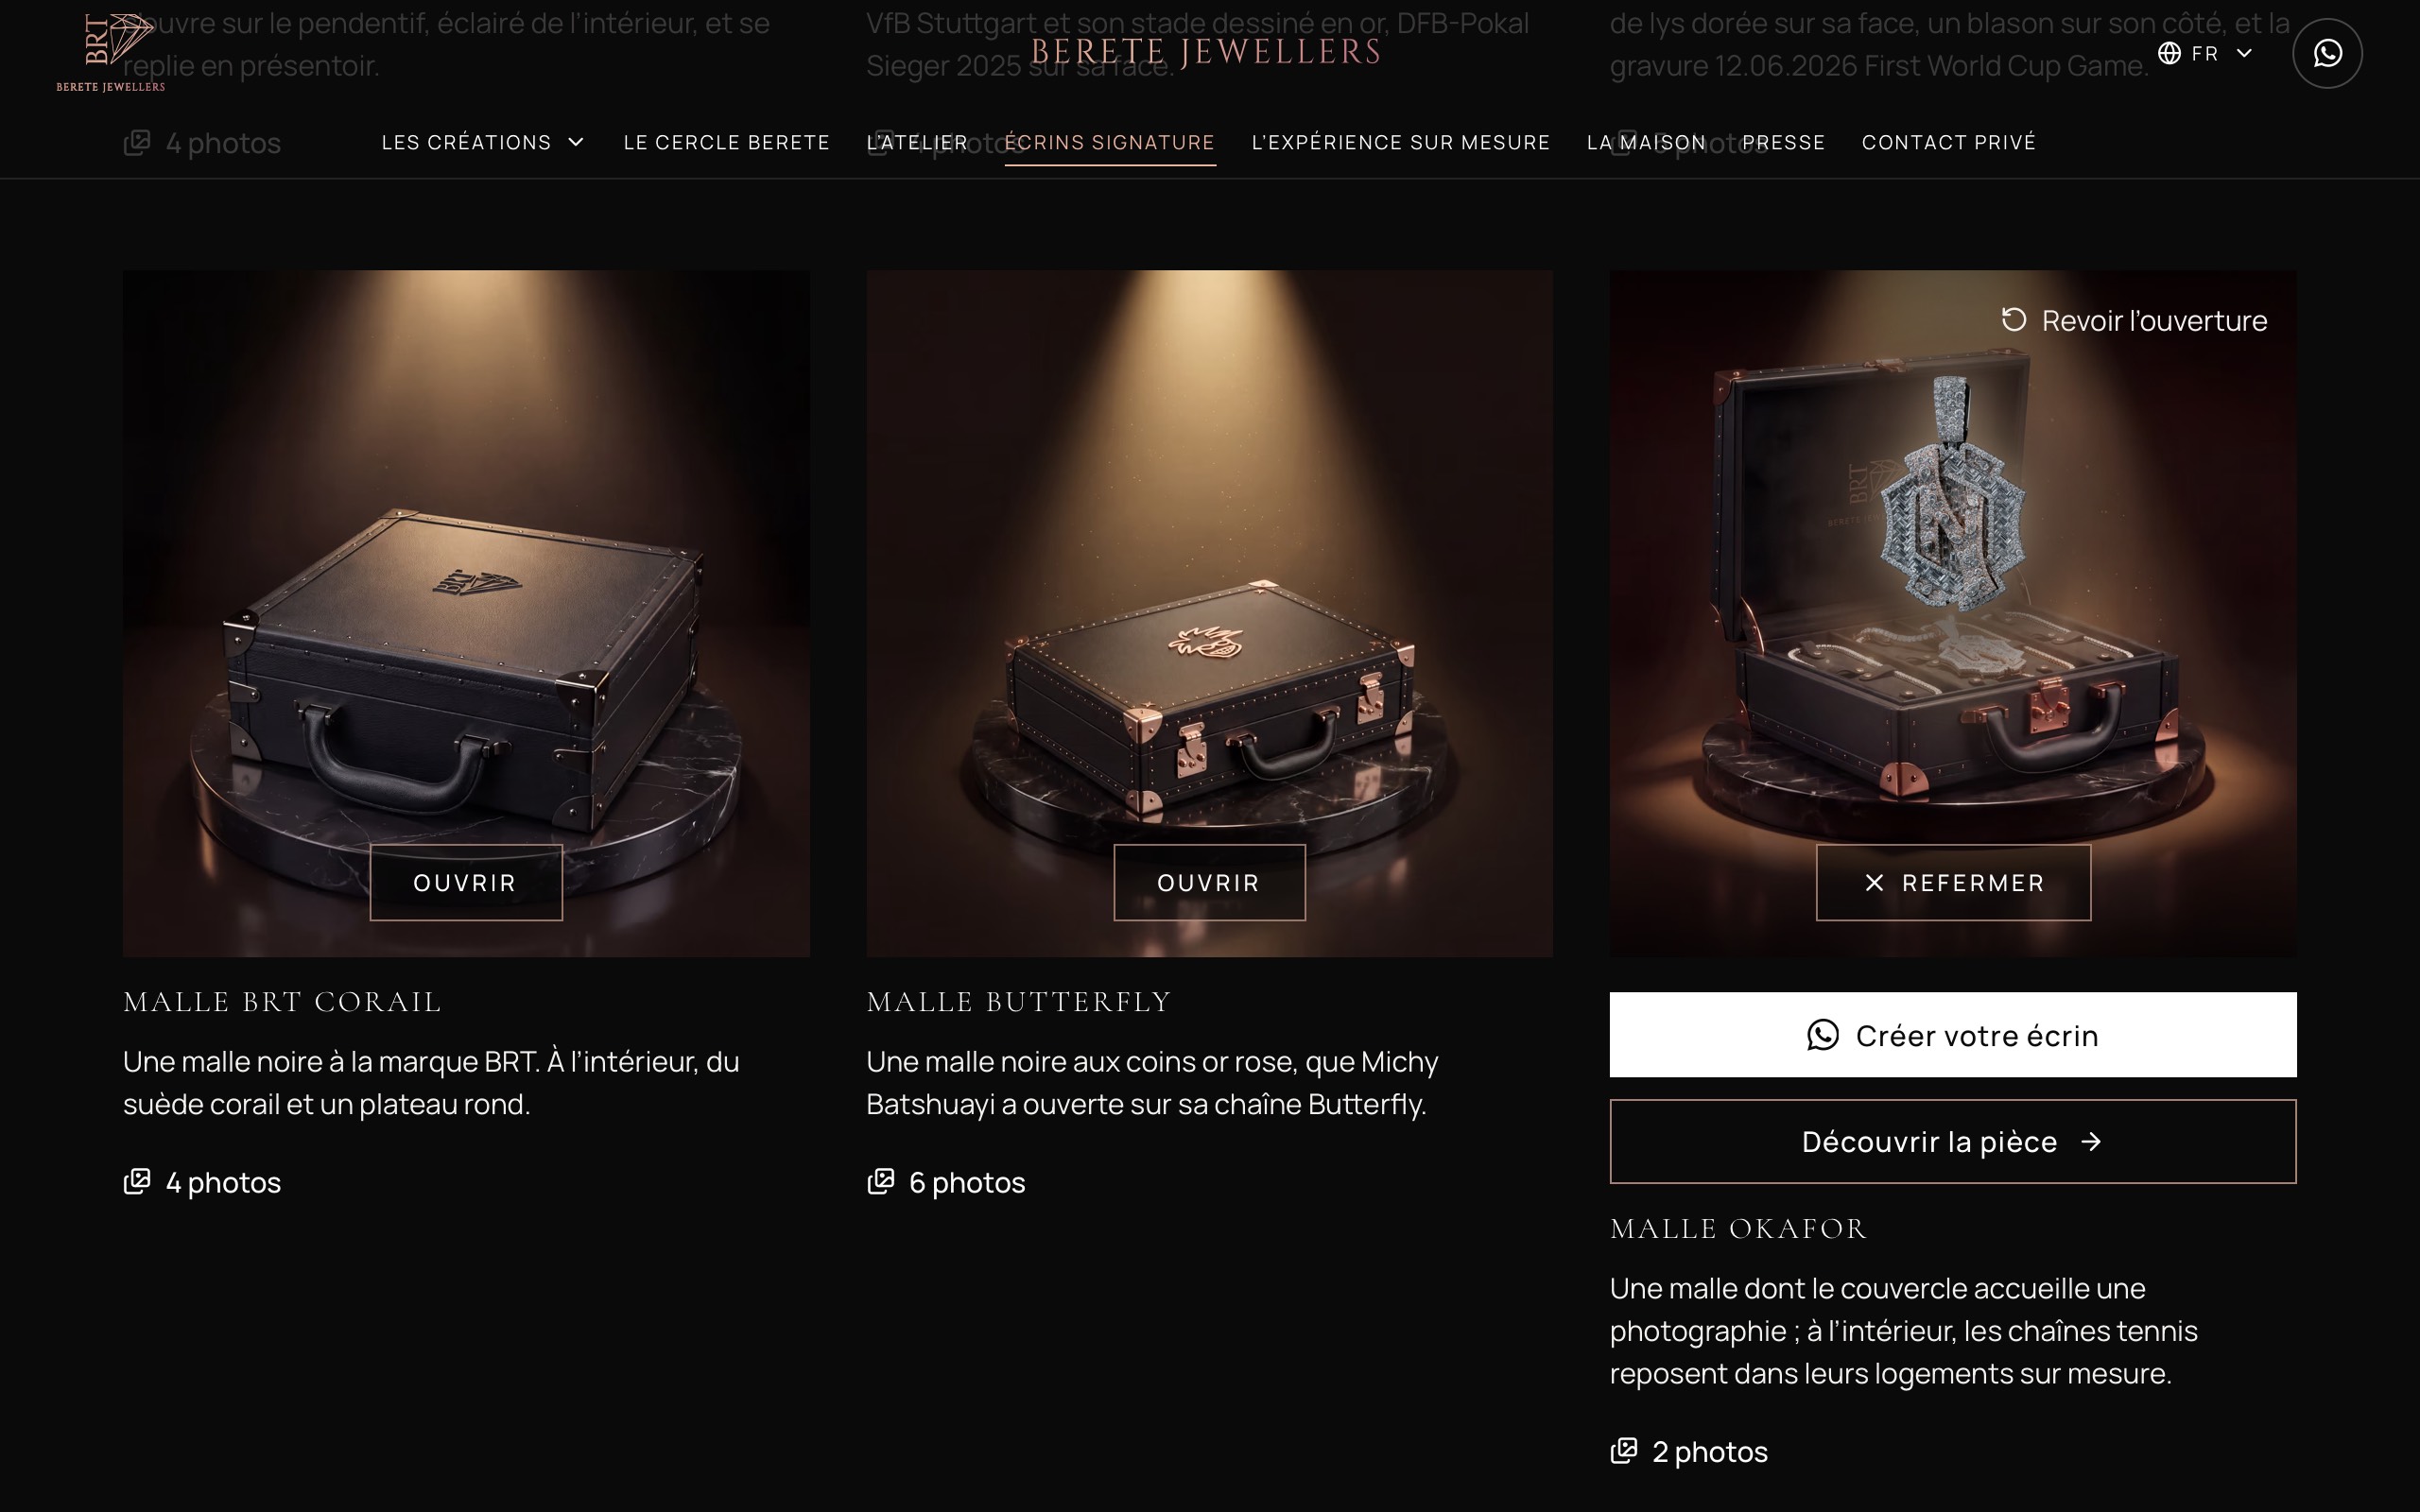 s'ouvre sur le pendentif, éclairé de l'intérieur, et se
replie en présentoir.
4 photos
VfB Stuttgart et son stade dessiné en or, DFB-Pokal
Sieger 2025 sur sa face.
de lys dorée sur sa face, un blason sur son côté, et la
gravure 12.06.2026 First World Cup Game.
BRT
BERETE JEWELLERS
BERETE JEWELLERS
FR
LES CRÉATIONS
LE CERCLE BERETE
L'ATELIER
ÉCRINS SIGNATURE
L'EXPÉRIENCE SUR MESURE
LA MAISON
PRESSE
CONTACT PRIVÉ
BRT
OUVRIR
MALLE BRT CORAIL
Une malle noire à la marque BRT. À l'intérieur, du
suède corail et un plateau rond.
4 photos
OUVRIR
MALLE BUTTERFLY
Une malle noire aux coins or rose, que Michy
Batshuayi a ouverte sur sa chaîne Butterfly.
6 photos
Revoir l'ouverture
BRT
N
REFERMER
Créer votre écrin
Découvrir la pièce
MALLE OKAFOR
Une malle dont le couvercle accueille une
photographie ; à l'intérieur, les chaînes tennis
reposent dans leurs logements sur mesure.
2 photos